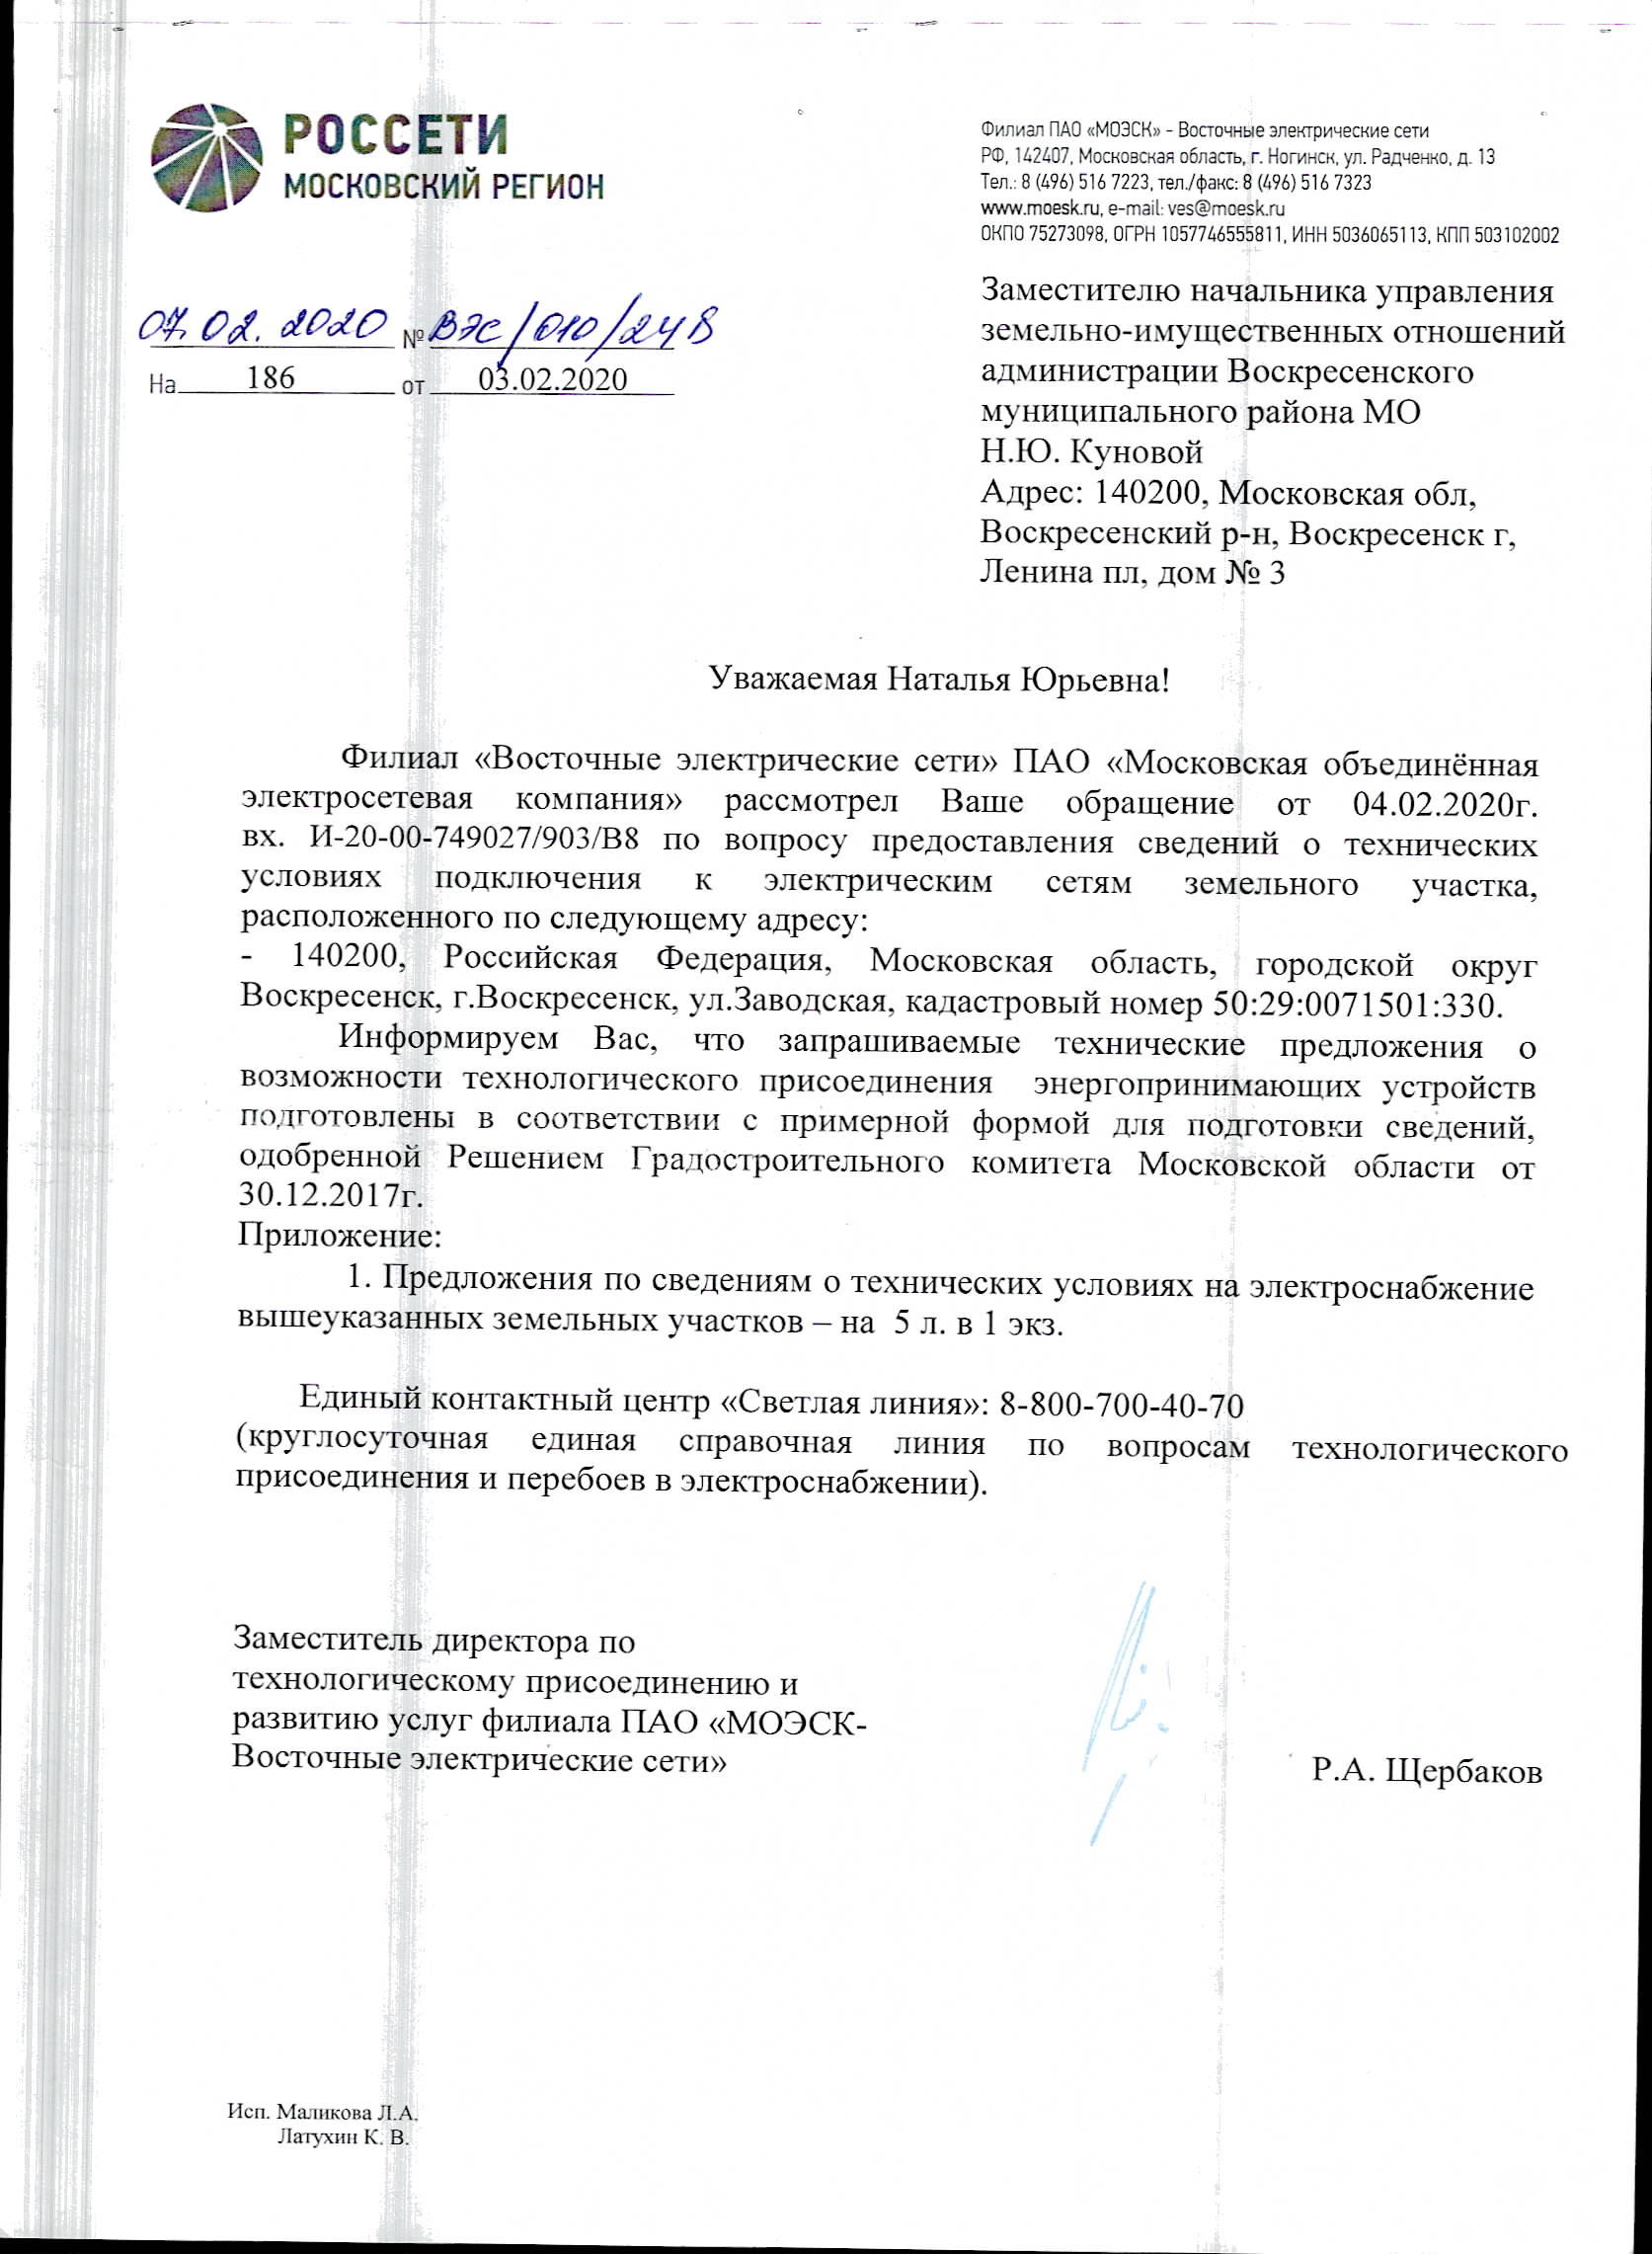 РОССЕТИ
МОСКОВСКИЙ РЕГИОН
Филиал ПАО «МОЭСК» - Восточные электрические сети
РФ, 142407, Московская область, г. Ногинск, ул. Радченко, д. 13
Тел.: 8 (496) 516 7223, тел./факс: 8 (496) 516 7323
www.moesk.ru, e-mail: ves@moesk.ru
ОКПО 75273098, ОГРН 1057746555811, ИНН 5036065113, КПП 503102002
07.02.2020 № ВЭС/010/248
На 186 от 03.02.2020
Заместителю начальника управления
земельно-имущественных отношений
администрации Воскресенского
муниципального района МО
Н.Ю. Куновой
Адрес: 140200, Московская обл,
Воскресенский р-н, Воскресенск г,
Ленина пл, дом № 3
Уважаемая Наталья Юрьевна!
Филиал «Восточные электрические сети» ПАО «Московская объединённая
электросетевая компания» рассмотрел Ваше обращение от 04.02.2020г.
вх. И-20-00-749027/903/В8 по вопросу предоставления сведений о технических
условиях подключения к электрическим сетям земельного участка,
расположенного по следующему адресу:
- 140200, Российская Федерация, Московская область, городской округ
Воскресенск, г.Воскресенск, ул.Заводская, кадастровый номер 50:29:0071501:330.
Информируем Вас, что запрашиваемые технические предложения о
возможности технологического присоединения энергопринимающих устройств
подготовлены в соответствии с примерной формой для подготовки сведений,
одобренной Решением Градостроительного комитета Московской области от
30.12.2017г.
Приложение:
1. Предложения по сведениям о технических условиях на электроснабжение
вышеуказанных земельных участков – на 5 л. в 1 экз.
Единый контактный центр «Светлая линия»: 8-800-700-40-70
(круглосуточная единая справочная линия по вопросам технологического
присоединения и перебоев в электроснабжении).
Заместитель директора по
технологическому присоединению и
развитию услуг филиала ПАО «МОЭСК-
Восточные электрические сети»
Р.А. Щербаков
Исп. Маликова Л.А.
Латухин К. В.